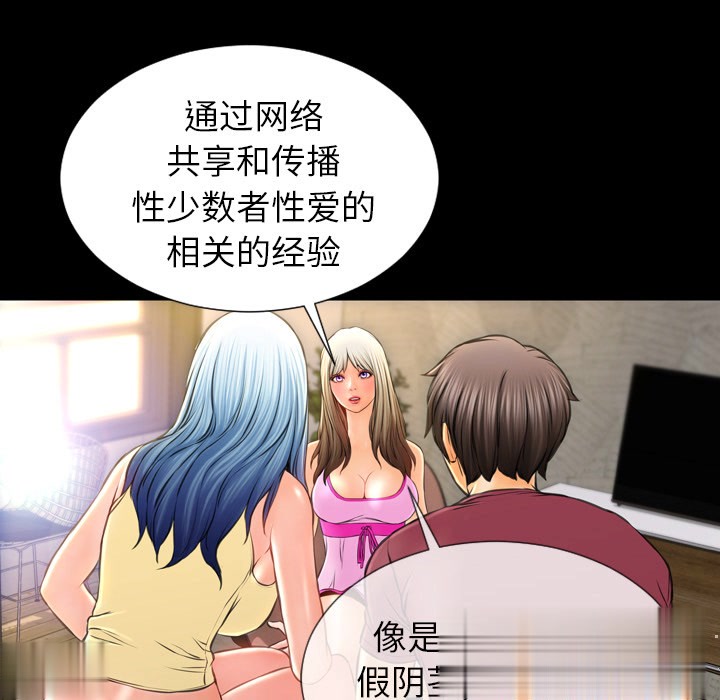 通过网络
共享和传播
性少数者性爱的
相关的经验
像是
假阴